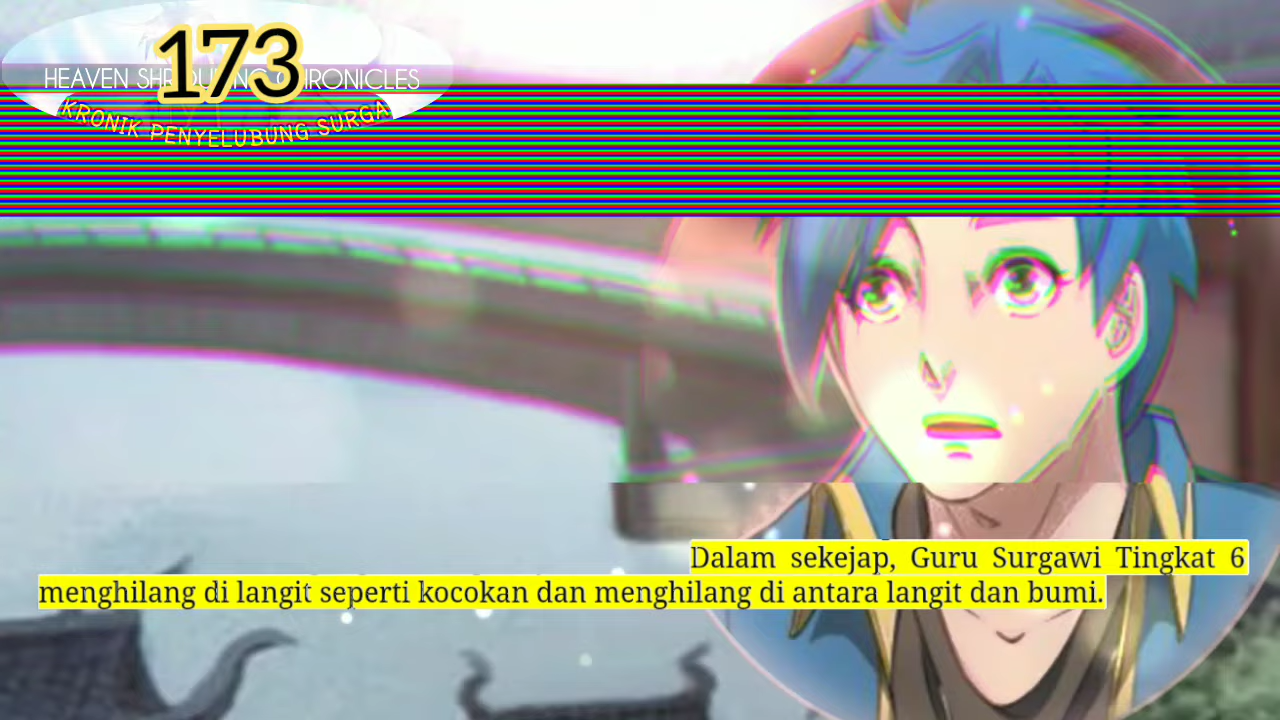 173
HEAVEN SHROUDING CHRONICLES
KRONIK PENYELUBUNG SURGA
Dalam sekejap, Guru Surgawi Tingkat 6
menghilang di langit seperti kocokan dan menghilang di antara langit dan bumi.